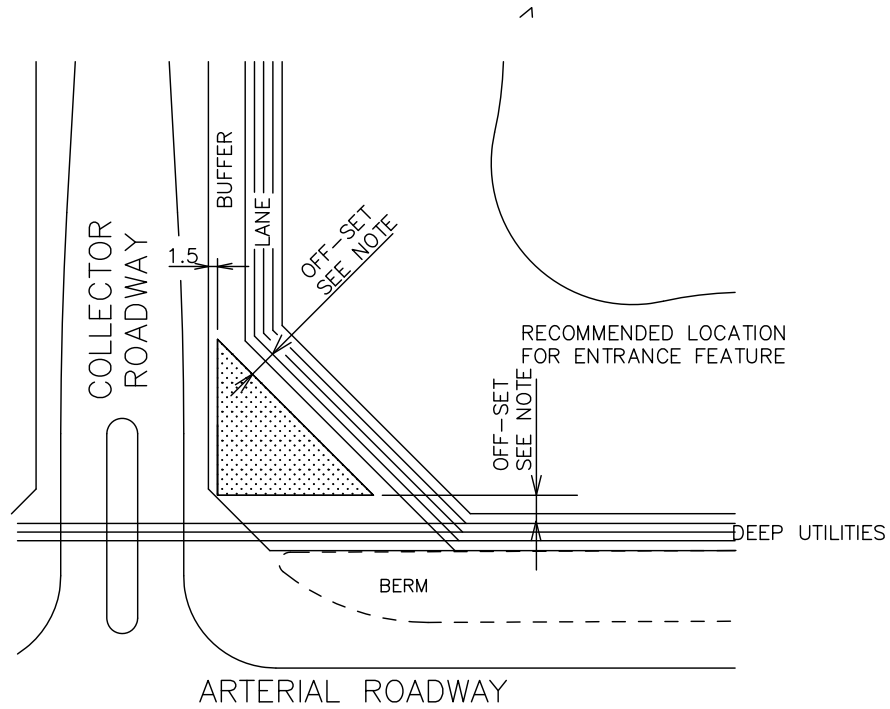 BUFFER
LANE
OFF-SET
SEE NOTE
1.5
COLLECTOR
ROADWAY
RECOMMENDED LOCATION
FOR ENTRANCE FEATURE
OFF-SET
SEE NOTE
DEEP UTILITIES
BERM
ARTERIAL ROADWAY